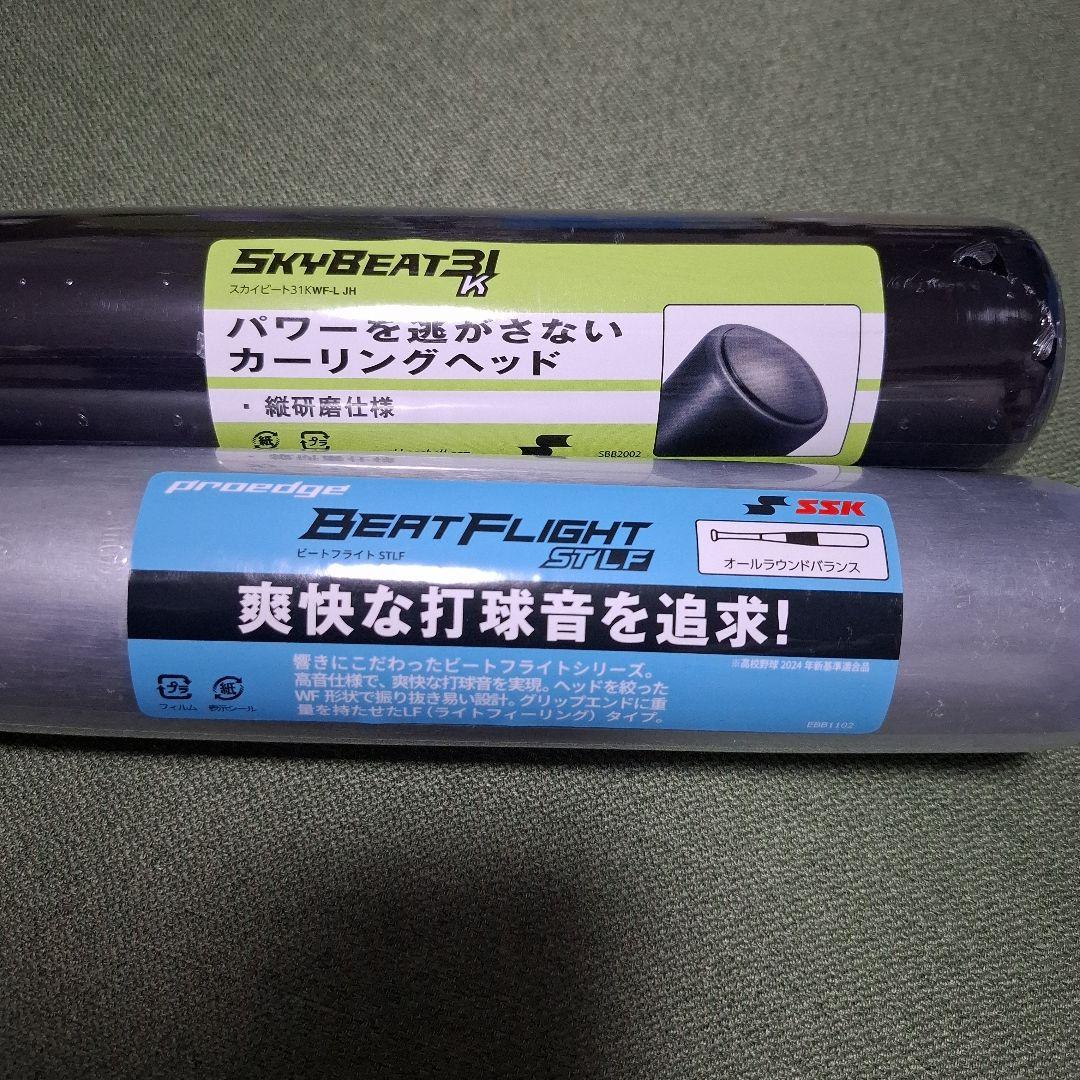 SKYBEAT31
K
スカイビート31K WF-L JH
パワーを逃がさない
カーリングヘッド
・縦研磨仕様
紙
プラ
SBB2002
proedge
SSK
BEATFLIGHT
STLF
ビートフライト STLF
オールラウンドバランス
爽快な打球音を追求!
※高校野球2024年新基準適合品
響きにこだわったビートフライトシリーズ。
高音仕様で、爽快な打球音を実現。ヘッドを絞った
WF形状で振り抜き易い設計。グリップエンドに重
量を持たせたLF(ライトフィーリング)タイプ。
プラ
フィルム
紙
表示シール
EBB1102